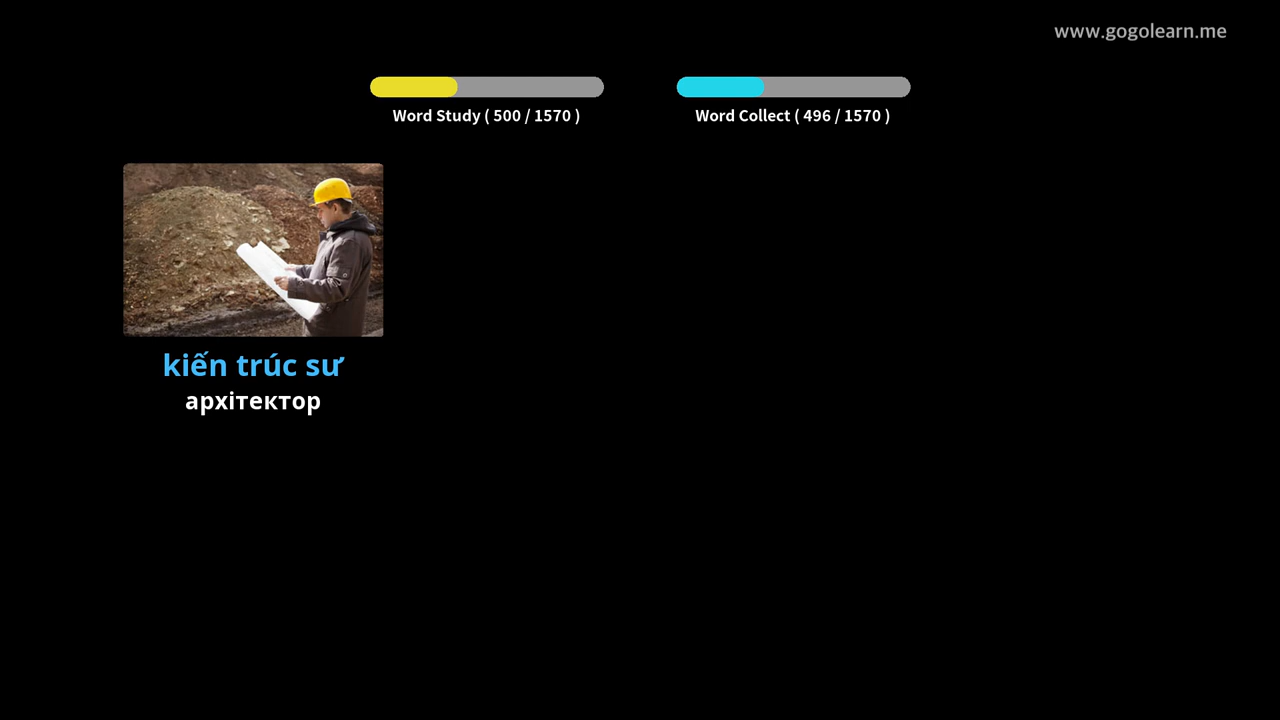 www.gogolearn.me
Word Study ( 500 / 1570 )
Word Collect ( 496 / 1570 )
kiến trúc sư
архітектор